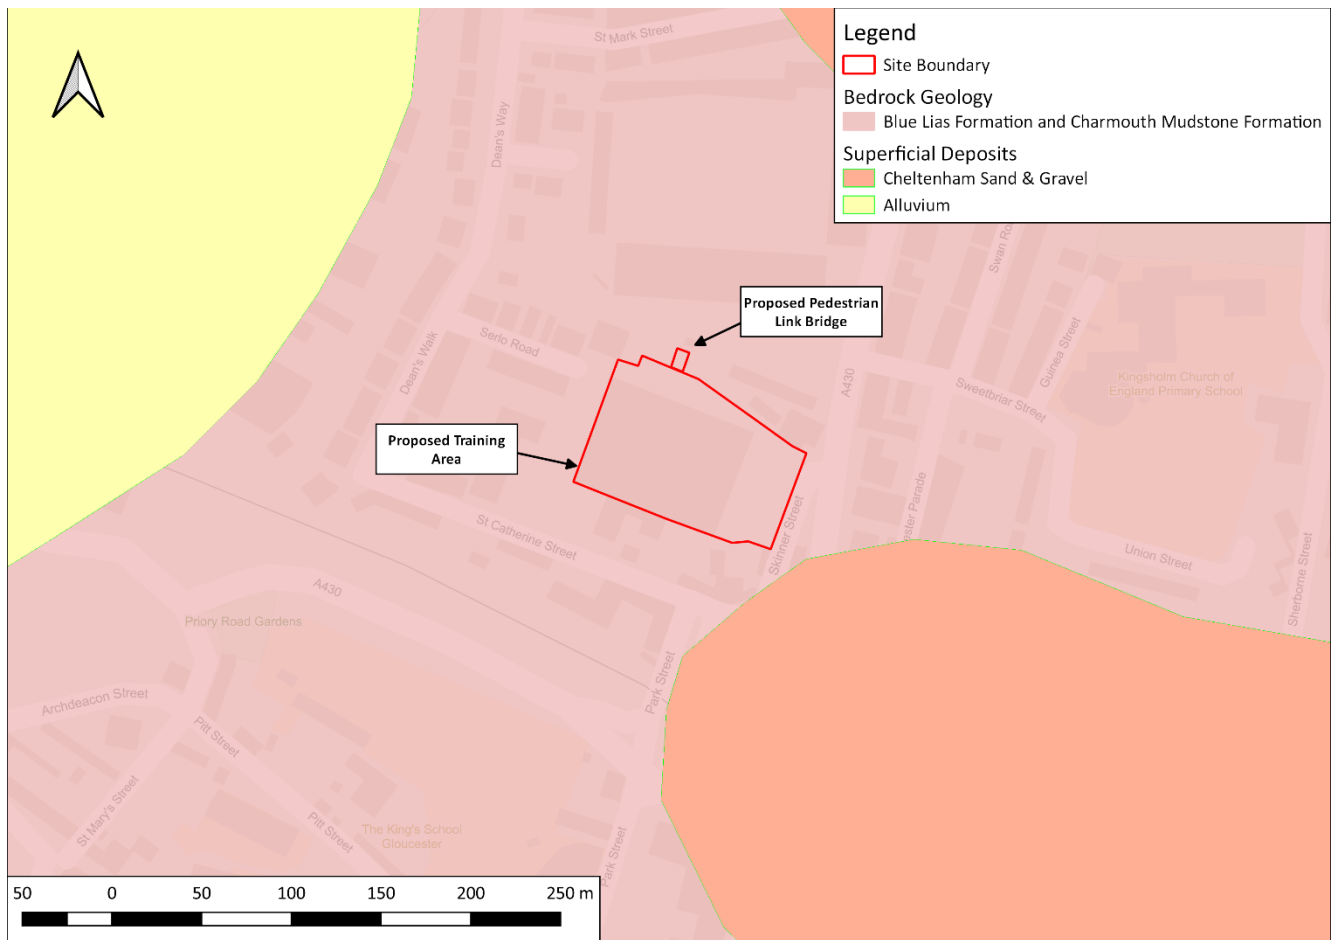 St Mark Street
Legend
Site Boundary
Bedrock Geology
Blue Lias Formation and Charmouth Mudstone Formation
Superficial Deposits
Cheltenham Sand & Gravel
Alluvium
Dean's Way
Swan Ro
Proposed Pedestrian
Link Bridge
Serlo Road
Dean's Walk
A430
Guinea Street
Sweetbriar Street
Kingsholm Church of
England Primary School
Proposed Training
Area
St Catherine Street
Skinner Street
ester Parade
Union Street
Sherborne Street
A430
Priory Road Gardens
Park Street
Archdeacon Street
Pitt Street
St Mary's Street
Pitt Street
The King's School
Gloucester
Park Street
50 0 50 100 150 200 250 m